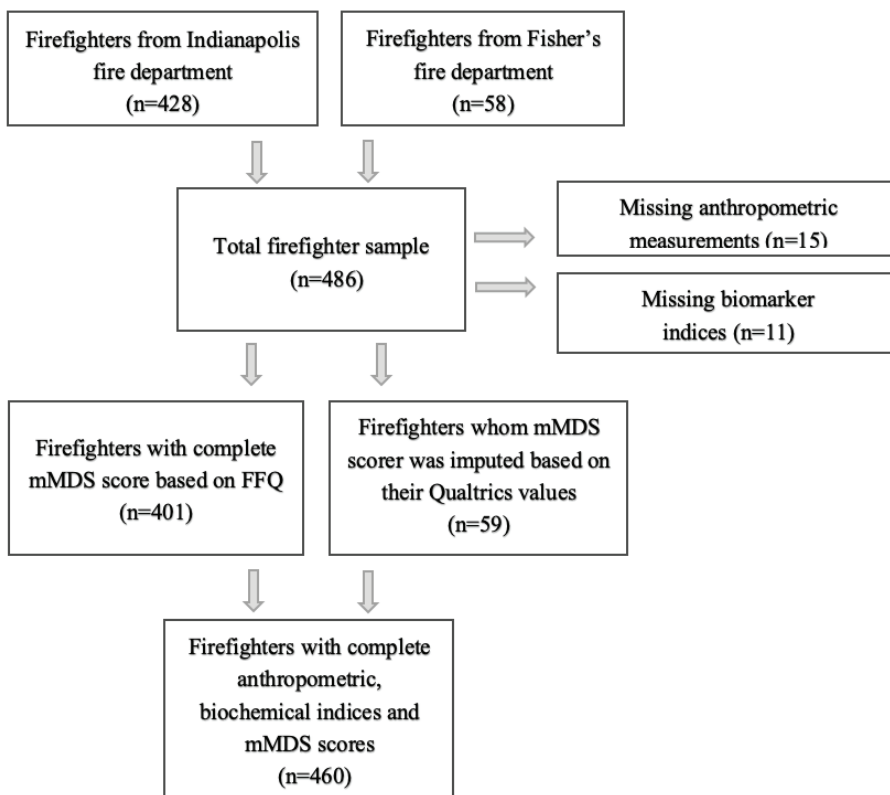 Firefighters from Indianapolis
fire department
(n=428)
Firefighters from Fisher's
fire department
(n=58)
Total firefighter sample
(n=486)
Missing anthropometric
measurements (n=15)
Missing biomarker
indices (n=11)
Firefighters with complete
mMDS score based on FFQ
(n=401)
Firefighters whom mMDS
scorer was imputed based on
their Qualtrics values
(n=59)
Firefighters with complete
anthropometric,
biochemical indices and
mMDS scores
(n=460)